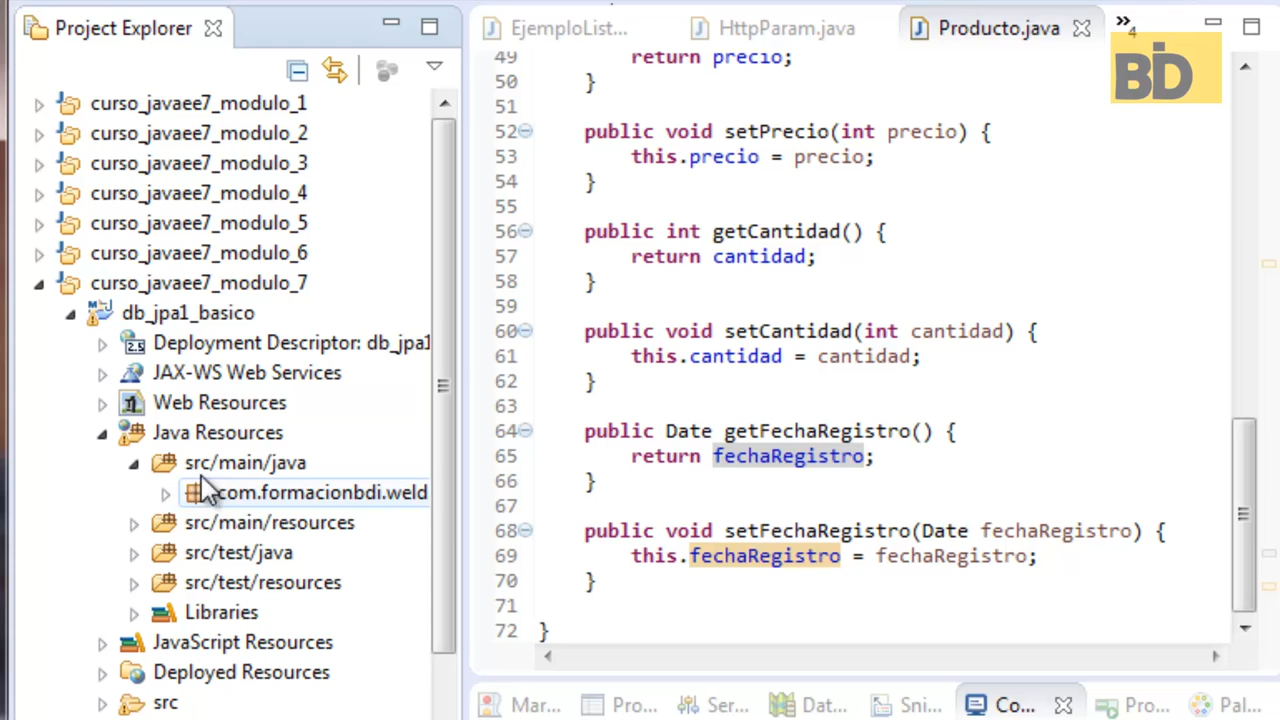 Project Explorer
curso_javaee7_modulo_1
curso_javaee7_modulo_2
curso_javaee7_modulo_3
curso_javaee7_modulo_4
curso_javaee7_modulo_5
curso_javaee7_modulo_6
curso_javaee7_modulo_7
db_jpa1_basico
Deployment Descriptor: db_jpa1
JAX-WS Web Services
Web Resources
Java Resources
src/main/java
com.formacionbdi.weld
src/main/resources
src/test/java
src/test/resources
Libraries
JavaScript Resources
Deployed Resources
src
EjemploList... HttpParam.java Producto.java »4
BDI
49 return precio;
50 }
51
52 public void setPrecio(int precio) {
53 this.precio = precio;
54 }
55
56 public int getCantidad() {
57 return cantidad;
58 }
59
60 public void setCantidad(int cantidad) {
61 this.cantidad = cantidad;
62 }
63
64 public Date getFechaRegistro() {
65 return fechaRegistro;
66 }
67
68 public void setFechaRegistro(Date fechaRegistro) {
69 this.fechaRegistro = fechaRegistro;
70 }
71
72 }
Mar... Pro... Ser... Dat... Sni... Co... Pro... Pal...